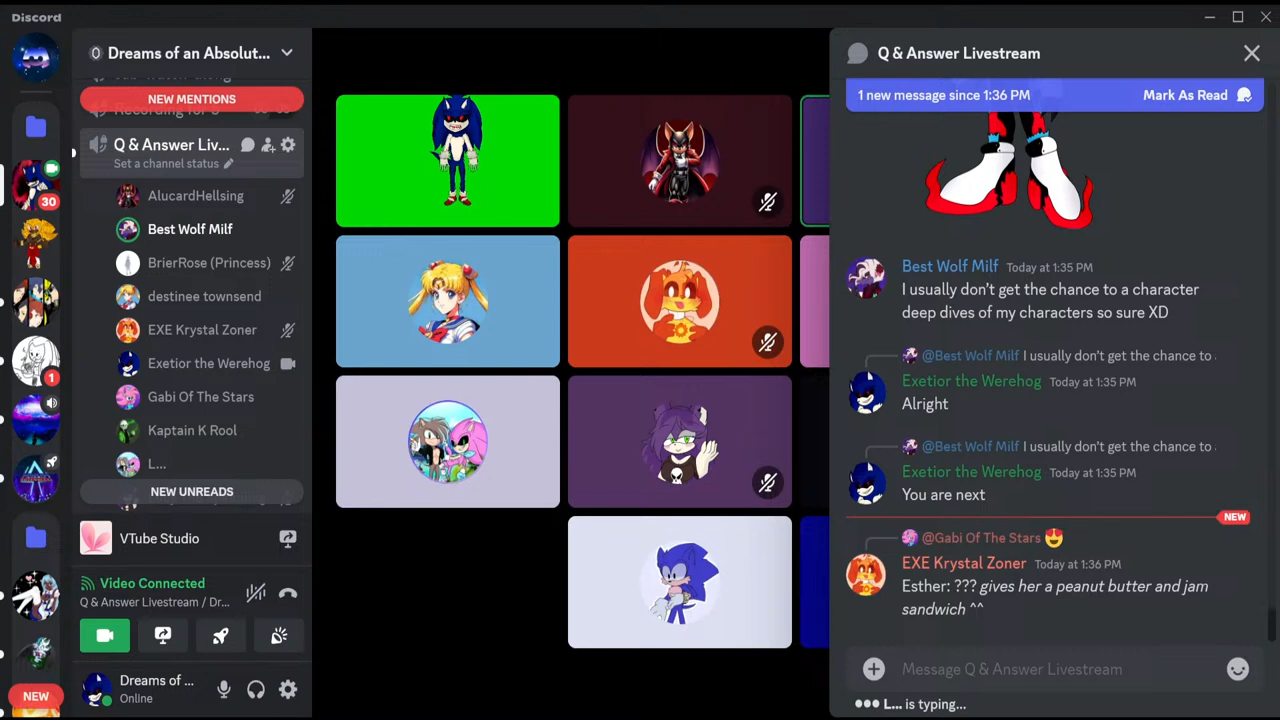 Discord
Dreams of an Absolut...
NEW MENTIONS
Q & Answer Liv...
Set a channel status
30
AlucardHellsing
Best Wolf Milf
BrierRose (Princess)
destinee townsend
EXE Krystal Zoner
1
Exetior the Werehog
Gabi Of The Stars
Kaptain K Rool
L...
NEW UNREADS
VTube Studio
Video Connected
Q & Answer Livestream / Dr...
Dreams of ...
Online
NEW
Q & Answer Livestream
1 new message since 1:36 PM
Mark As Read
Best Wolf Milf Today at 1:35 PM
I usually don't get the chance to a character
deep dives of my characters so sure XD
@Best Wolf Milf I usually don't get the chance to
Exetior the Werehog Today at 1:35 PM
Alright
@Best Wolf Milf I usually don't get the chance to
Exetior the Werehog Today at 1:35 PM
You are next
NEW
@Gabi Of The Stars 😍
EXE Krystal Zoner Today at 1:36 PM
Esther: ??? gives her a peanut butter and jam
sandwich ^^
Message Q & Answer Livestream
L... is typing...